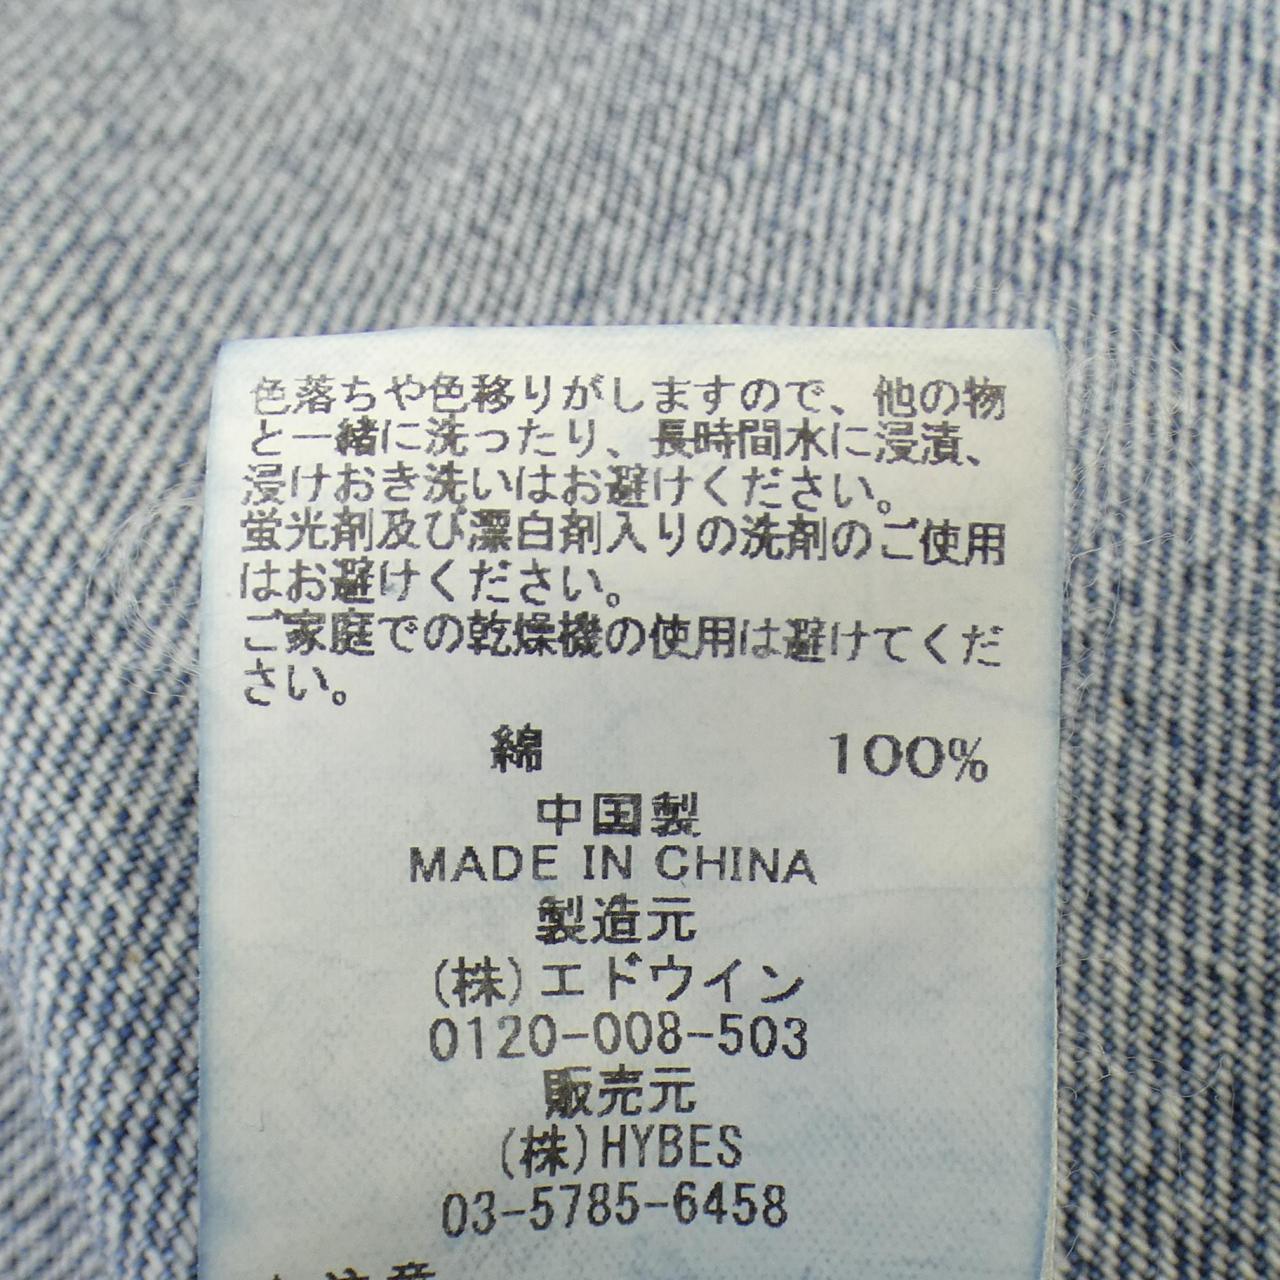 色落ちや色移りがしますので、他の物
と一緒に洗ったり、長時間水に浸漬、
浸けおき洗いはお避けください。
蛍光剤及び漂白剤入りの洗剤のご使用
はお避けください。
ご家庭での乾燥機の使用は避けてくだ
さい。
綿 100%
中国製
MADE IN CHINA
製造元
(株)エドウイン
0120-008-503
販売元
(株)HYBES
03-5785-6458
注意